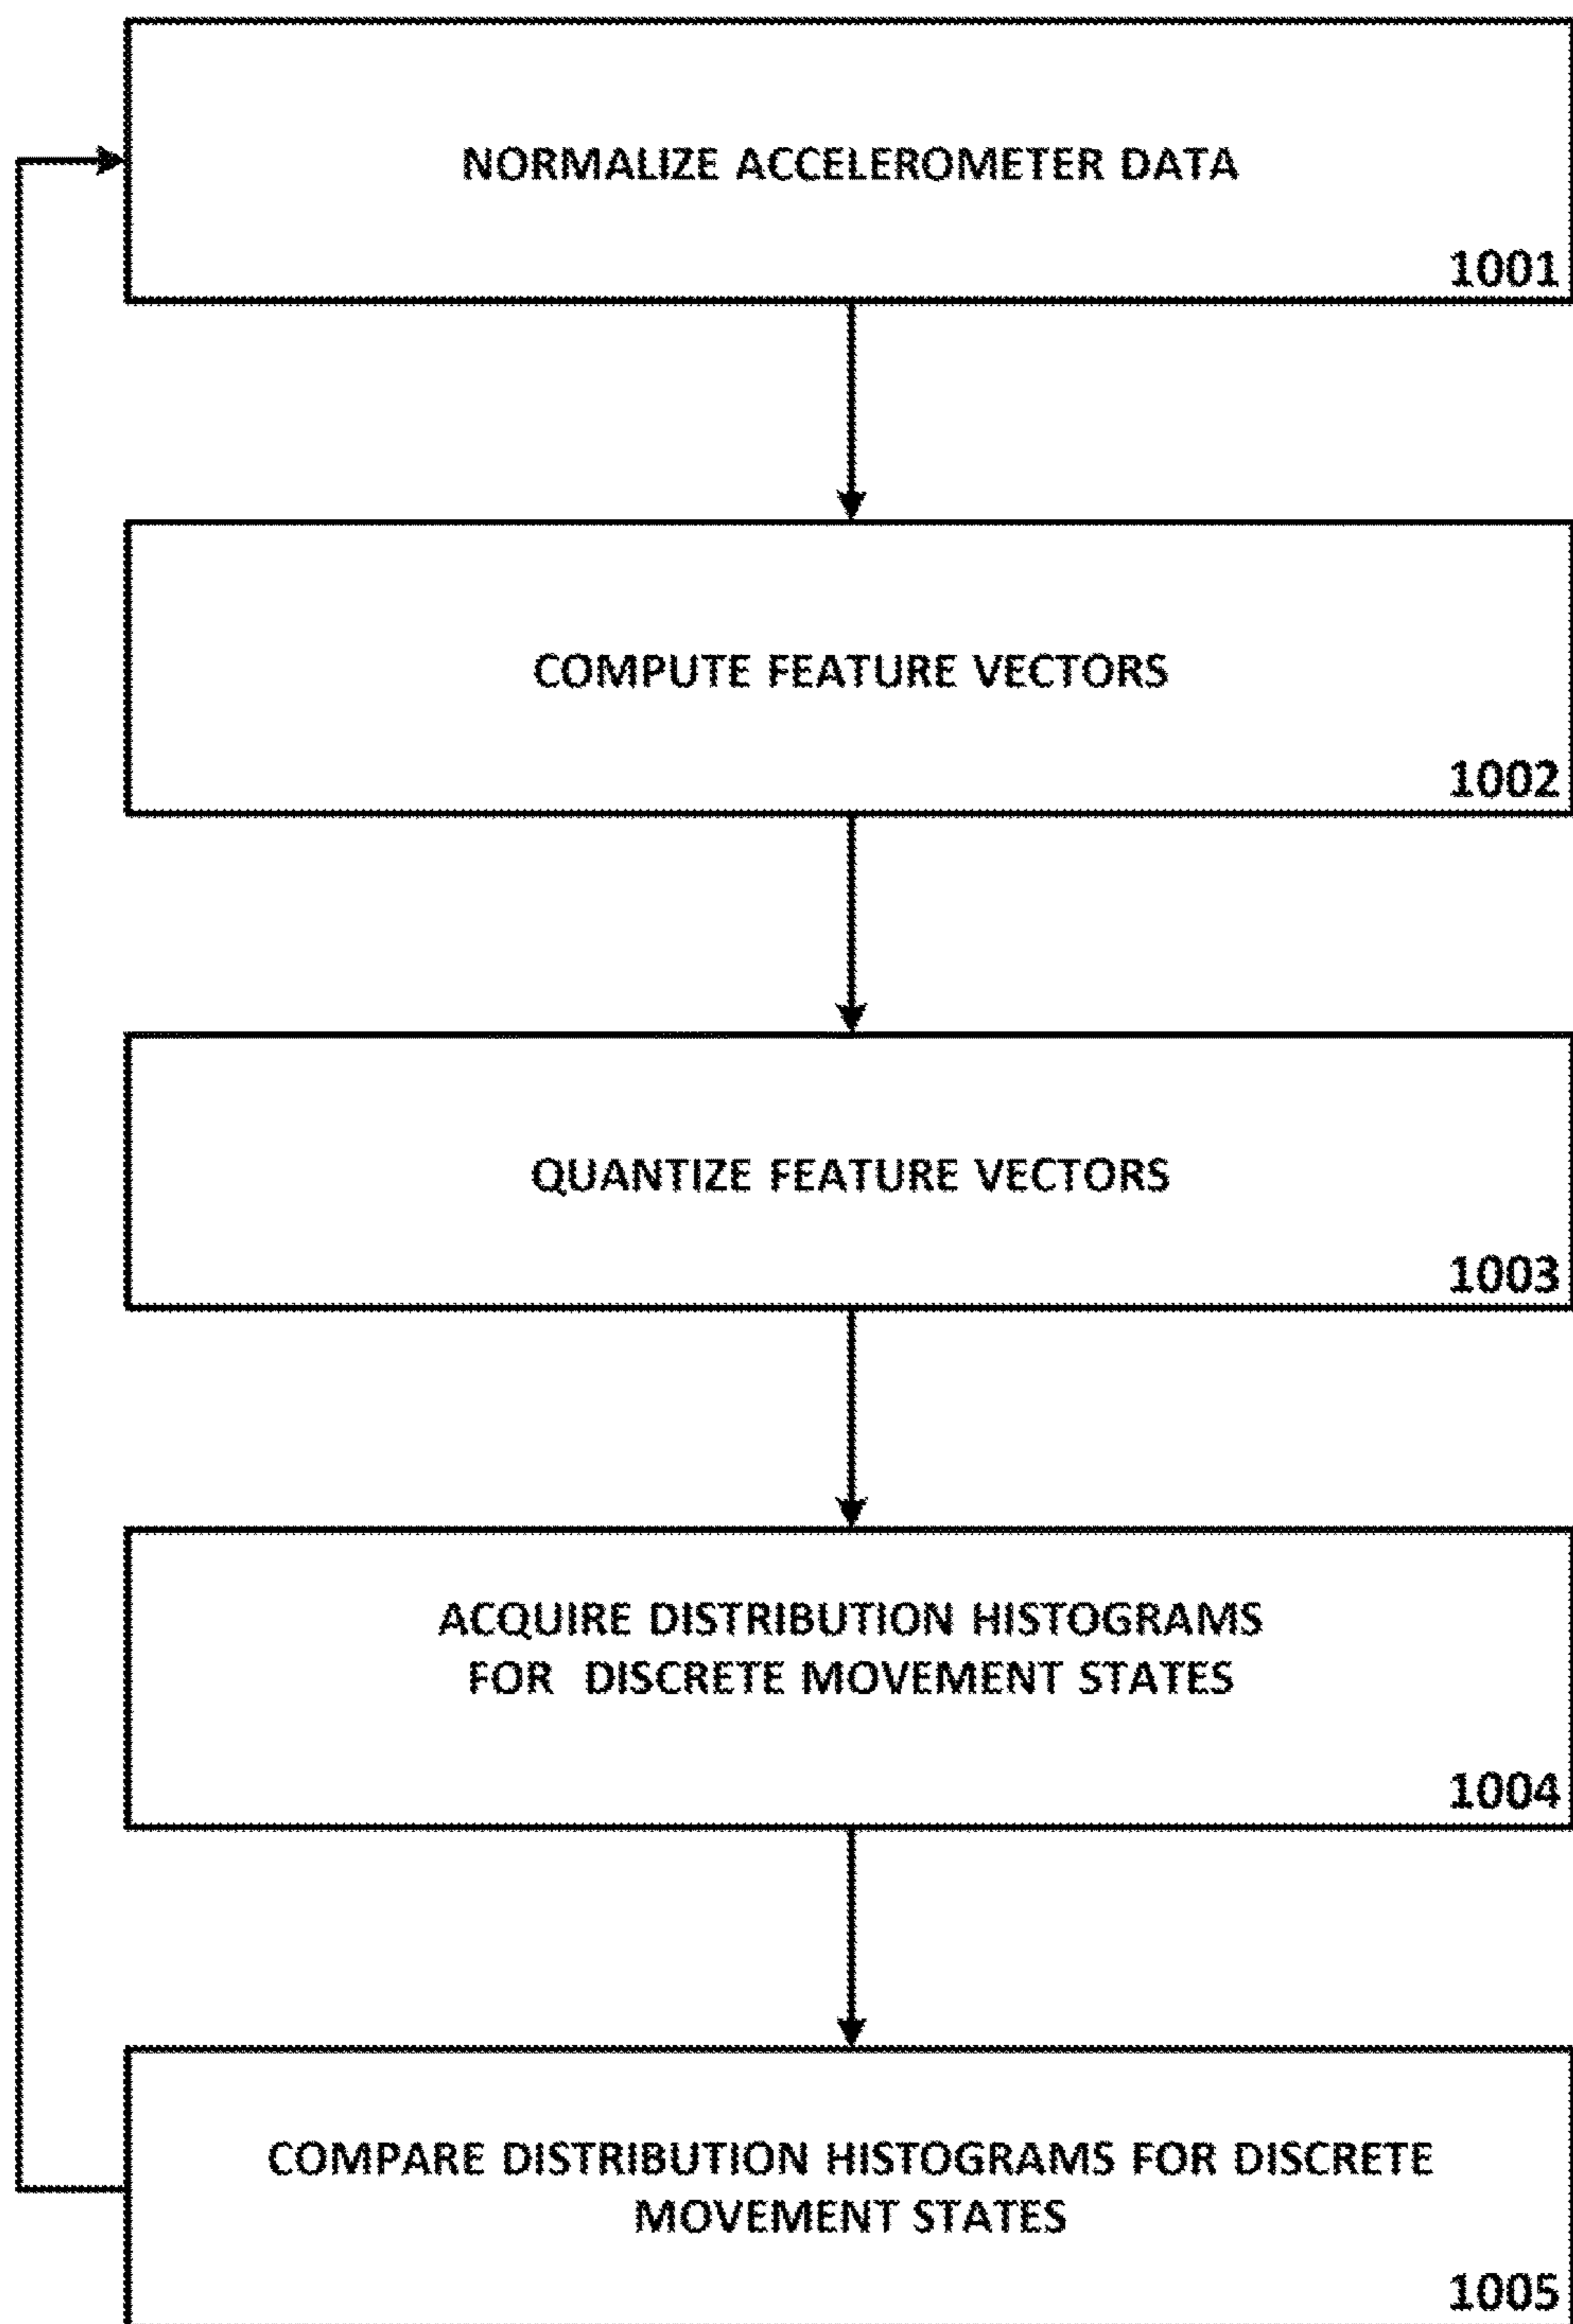 NORMALIZE ACCELEROMETER DATA
1001
COMPUTE FEATURE VECTORS
1002
QUANTIZE FEATURE VECTORS
1003
ACQUIRE DISTRIBUTION HISTOGRAMS
FOR DISCRETE MOVEMENT STATES
1004
COMPARE DISTRIBUTION HISTOGRAMS FOR DISCRETE
MOVEMENT STATES
1005